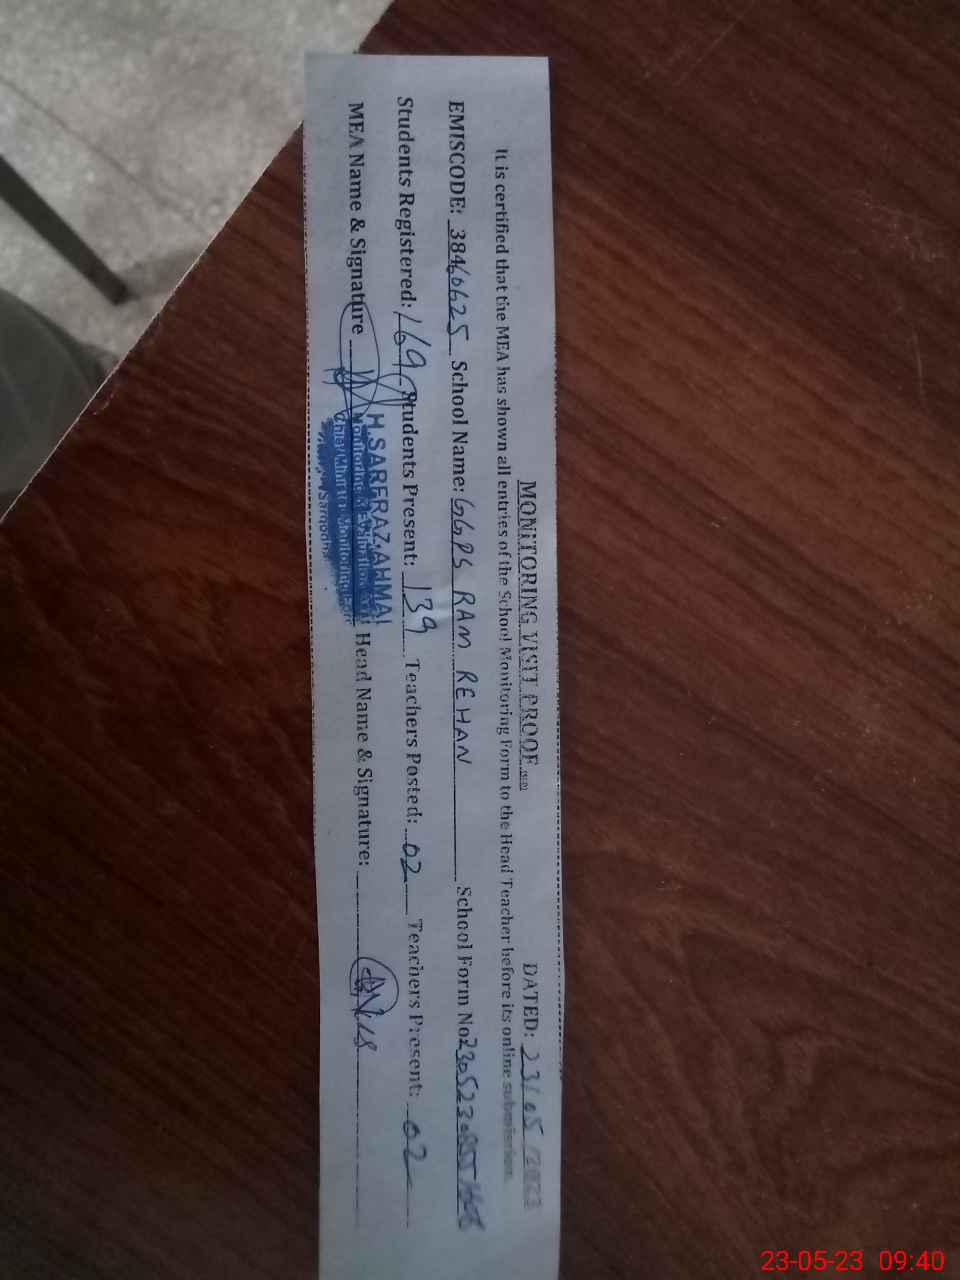 MONITORING VISIT PROOF DATED: 23/05/2023
It is certified that the MEA has shown all entries of the School Monitoring Form to the Head Teacher before its online submission.
EMISCODE: 38460625 School Name: GGPS RAM REHAN School Form No
Students Registered: 169 Students Present: 139 Teachers Posted: 02 Teachers Present: 02
MEA Name & Signature Head Name & Signature:
H.SARFRAZ.AHMA
Sargodha
23-05-23 09:40